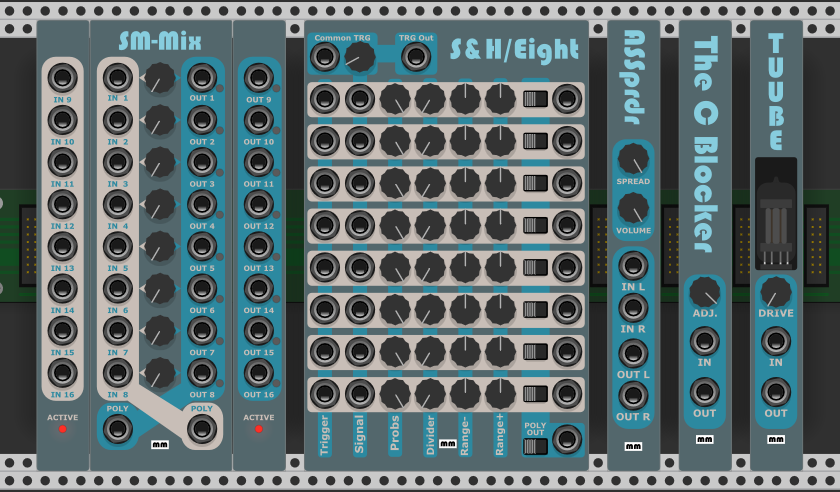 IN 9
IN 10
IN 11
IN 12
IN 13
IN 14
IN 15
IN 16
ACTIVE
SM-Mix
IN 1
OUT 1
IN 2
OUT 2
IN 3
OUT 3
IN 4
OUT 4
IN 5
OUT 5
IN 6
OUT 6
IN 7
OUT 7
IN 8
OUT 8
POLY
POLY
mm
OUT 9
OUT 10
OUT 11
OUT 12
OUT 13
OUT 14
OUT 15
OUT 16
ACTIVE
Common TRG
TRG Out
S&H/Eight
Trigger
Signal
Probs
Divider
Range-
Range+
POLY
OUT
mm
ASSprdr
SPREAD
VOLUME
IN L
IN R
OUT L
OUT R
mm
The C Blocker
ADJ.
IN
OUT
mm
TUUBE
DRIVE
IN
OUT
mm